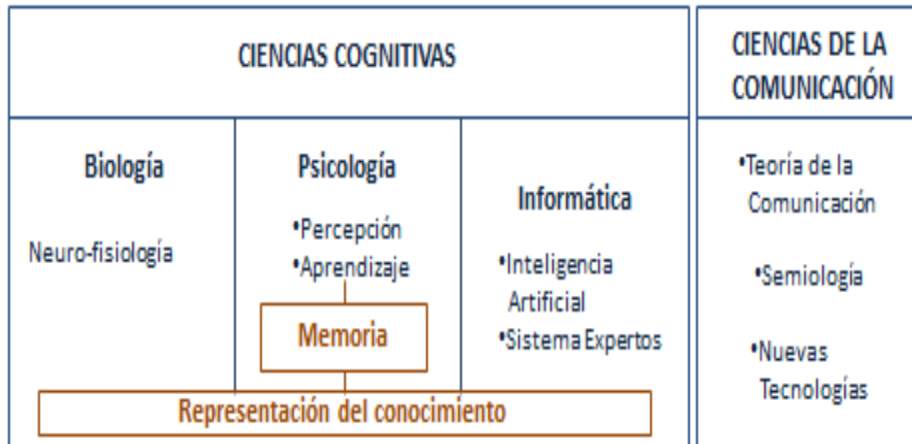 CIENCIAS COGNITIVAS
Biología
Neuro-fisiología
Psicología
•Percepción
•Aprendizaje
Memoria
Informática
•Inteligencia
Artificial
•Sistema Expertos
Representación del conocimiento
CIENCIAS DE LA
COMUNICACIÓN
•Teoría de la
Comunicación
•Semiología
•Nuevas
Tecnologías